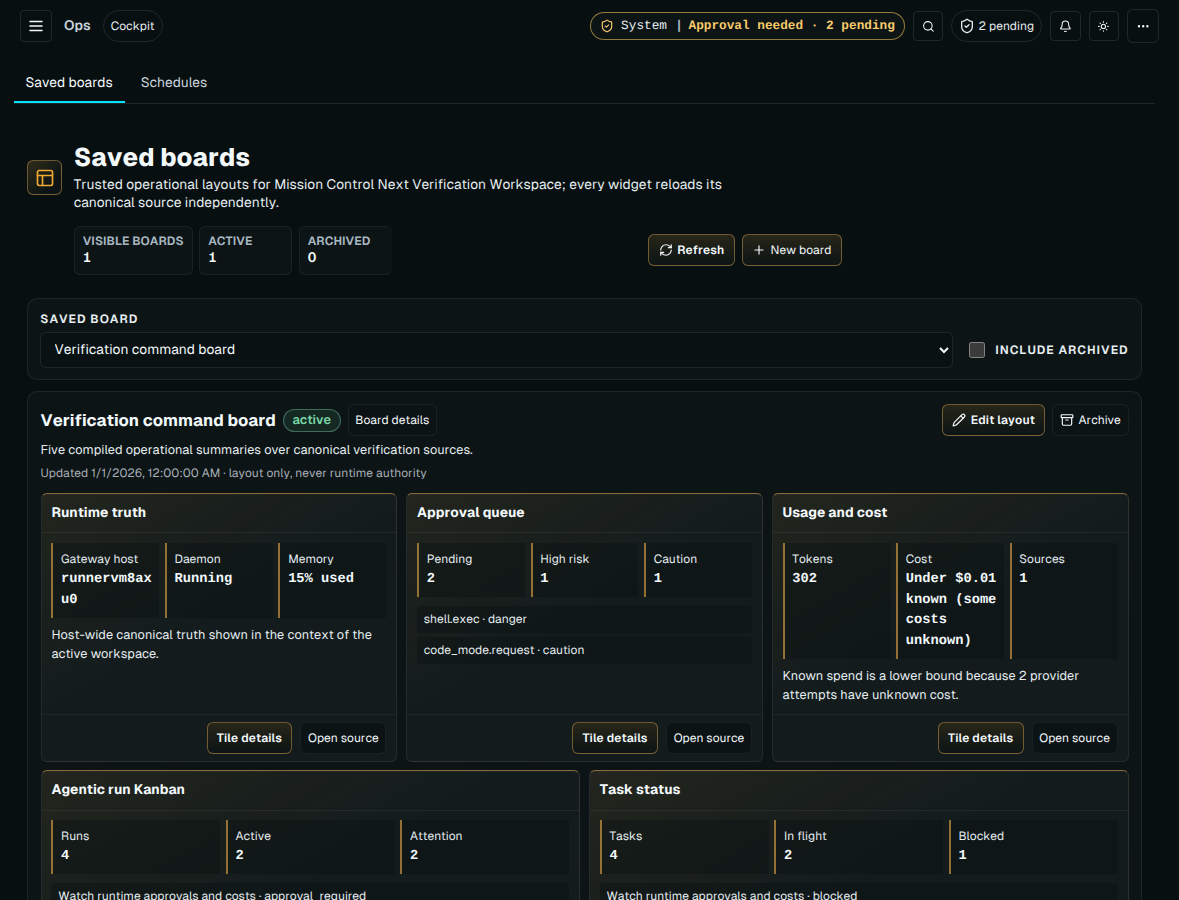 Ops Cockpit System | Approval needed · 2 pending 2 pending
Saved boards Schedules
Saved boards
Trusted operational layouts for Mission Control Next Verification Workspace; every widget reloads its
canonical source independently.
VISIBLE BOARDS ACTIVE ARCHIVED
1 1 0
Refresh New board
SAVED BOARD
Verification command board INCLUDE ARCHIVED
Verification command board active Board details Edit layout Archive
Five compiled operational summaries over canonical verification sources.
Updated 1/1/2026, 12:00:00 AM · layout only, never runtime authority
Runtime truth
Gateway host Daemon Memory
runnervm8ax Running 15% used
u0
Host-wide canonical truth shown in the context of the
active workspace.
Tile details Open source
Approval queue
Pending High risk Caution
2 1 1
shell.exec · danger
code_mode.request · caution
Tile details Open source
Usage and cost
Tokens Cost Sources
302 Under $0.01 1
known (some
costs
unknown)
Known spend is a lower bound because 2 provider
attempts have unknown cost.
Tile details Open source
Agentic run Kanban
Runs Active Attention
4 2 2
Watch runtime approvals and costs · approval_required
Task status
Tasks In flight Blocked
4 2 1
Watch runtime approvals and costs · blocked